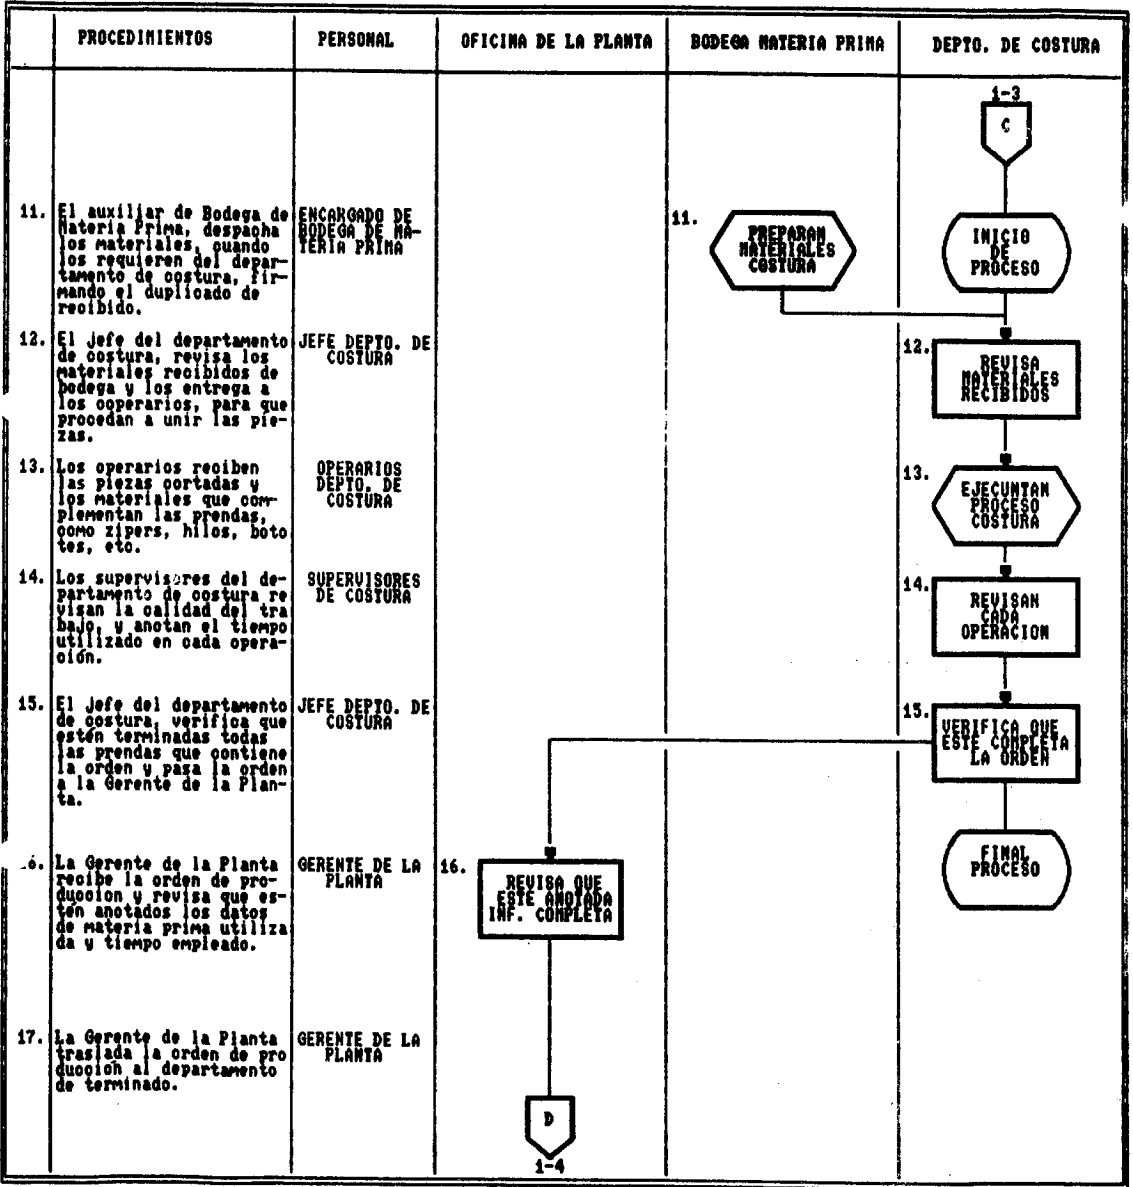 PROCEDIMIENTOS PERSONAL OFICINA DE LA PLANTA BODEGA MATERIA PRIMA DEPTO. DE COSTURA
1-3
C
11. El auxiliar de Bodega de
Materia Prima, despacha
los materiales, cuando
los requieren del depar-
tamento de costura, fir-
mando el duplicado de
recibido.
ENCARGADO DE
BODEGA DE MA-
TERIA PRIMA
11.
PREPARAN
MATERIALES
COSTURA
INICIO
DE
PROCESO
12. El Jefe del departamento
de costura, revisa los
materiales recibidos de
bodega y los entrega a
los ooperarios, para que
procedan a unir las pie-
zas.
JEFE DEPTO. DE
COSTURA
12.
REVISA
MATERIALES
RECIBIDOS
13. Los operarios reciben
las piezas cortadas y
los materiales que com-
plementan las prendas,
como zipers, hilos, boto
tes, etc.
OPERARIOS
DEPTO. DE
COSTURA
13.
EJECUNTAN
PROCESO
COSTURA
14. Los supervisores del de-
partamento de costura re
visan la calidad del tra
bajo, y anotan el tiempo
utilizado en cada opera-
ción.
SUPERVISORES
DE COSTURA
14.
REVISAN
CADA
OPERACION
15. El Jefe del departamento
de costura, verifica que
estén terminadas todas
las prendas que contiene
la orden y pasa la orden
a la Gerente de la Plan-
ta.
JEFE DEPTO. DE
COSTURA
15.
VERIFICA QUE
ESTE COMPLETA
LA ORDEN
FINAL
PROCESO
6. La Gerente de la Planta
recibe la orden de pro-
duccion y revisa que es-
tén anotados los datos
de materia prima utiliza
da y tiempo empleado.
GERENTE DE LA
PLANTA
16.
REVISA QUE
ESTE ANOTADA
INF. COMPLETA
17. La Gerente de la Planta
traslada la orden de pro
duccioh al departamento
de terminado.
GERENTE DE LA
PLANTA
D
1-4